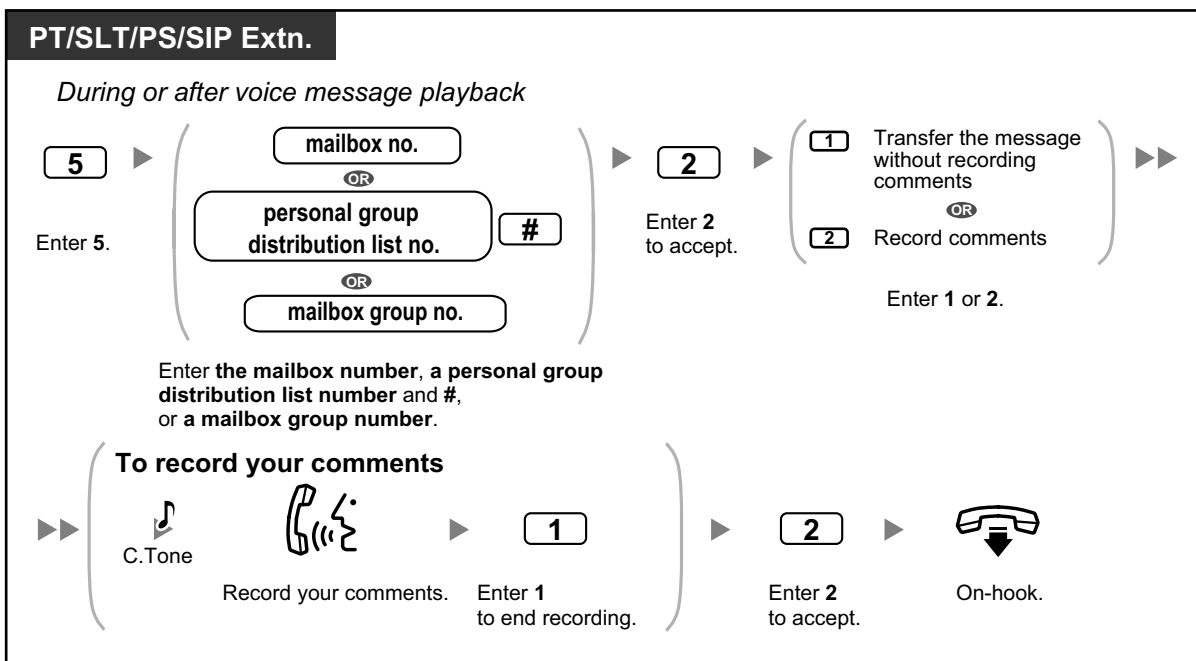 PT/SLT/PS/SIP Extn.
During or after voice message playback
5
Enter 5.
mailbox no.
OR
personal group
distribution list no.
#
OR
mailbox group no.
Enter the mailbox number, a personal group
distribution list number and #,
or a mailbox group number.
2
Enter 2
to accept.
1 Transfer the message
without recording
comments
OR
2 Record comments
Enter 1 or 2.
To record your comments
C.Tone
Record your comments.
1
Enter 1
to end recording.
2
Enter 2
to accept.
On-hook.